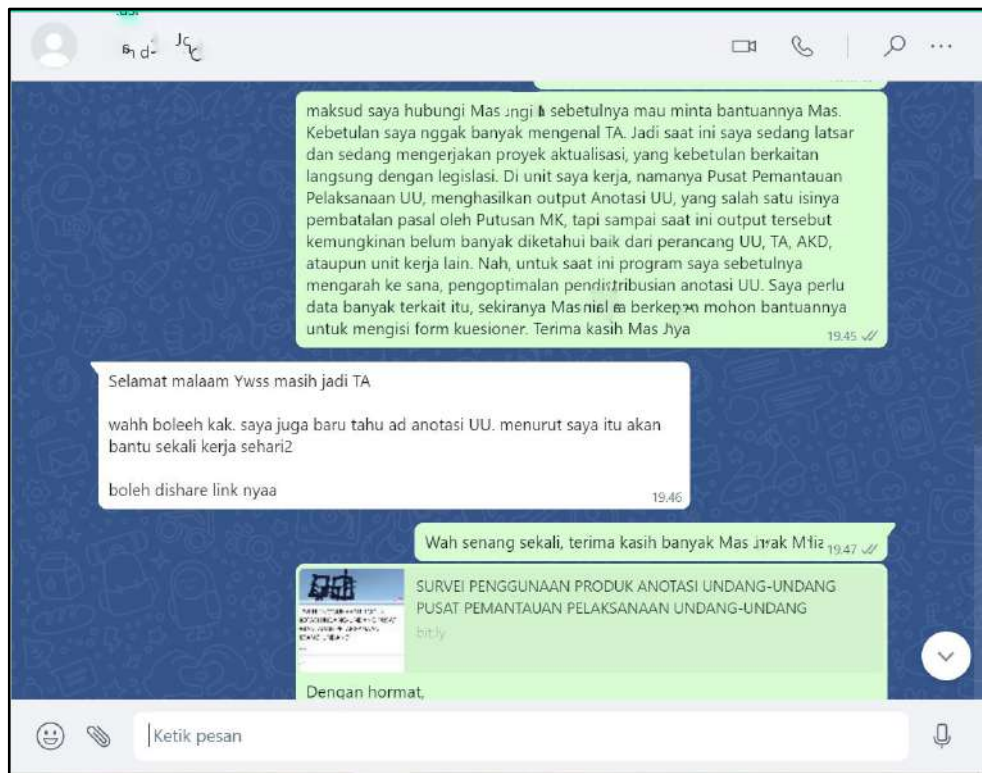 maksud saya hubungi Mas sebetulnya mau minta bantuannya Mas.
Kebetulan saya nggak banyak mengenal TA. Jadi saat ini saya sedang latsar
dan sedang mengerjakan proyek aktualisasi, yang kebetulan berkaitan
langsung dengan legislasi. Di unit saya kerja, namanya Pusat Pemantauan
Pelaksanaan UU, menghasilkan output Anotasi UU, yang salah satu isinya
pembatalan pasal oleh Putusan MK, tapi sampai saat ini output tersebut
kemungkinan belum banyak diketahui baik dari perancang UU, TA, AKD,
ataupun unit kerja lain. Nah, untuk saat ini program saya sebetulnya
mengarah ke sana, pengoptimalan pendistribusian anotasi UU. Saya perlu
data banyak terkait itu, sekiranya Mas mohon bantuannya
untuk mengisi form kuesioner. Terima kasih Mas
19.45
Selamat malaam Ywss masih jadi TA
wahh boleeh kak. saya juga baru tahu ad anotasi UU. menurut saya itu akan
bantu sekali kerja sehari2
boleh dishare link nyaa
19.46
Wah senang sekali, terima kasih banyak Mas
19.47
SURVEI PENGGUNAAN PRODUK ANOTASI UNDANG-UNDANG
PUSAT PEMANTAUAN PELAKSANAAN UNDANG-UNDANG
bit.ly
Dengan hormat,
Ketik pesan